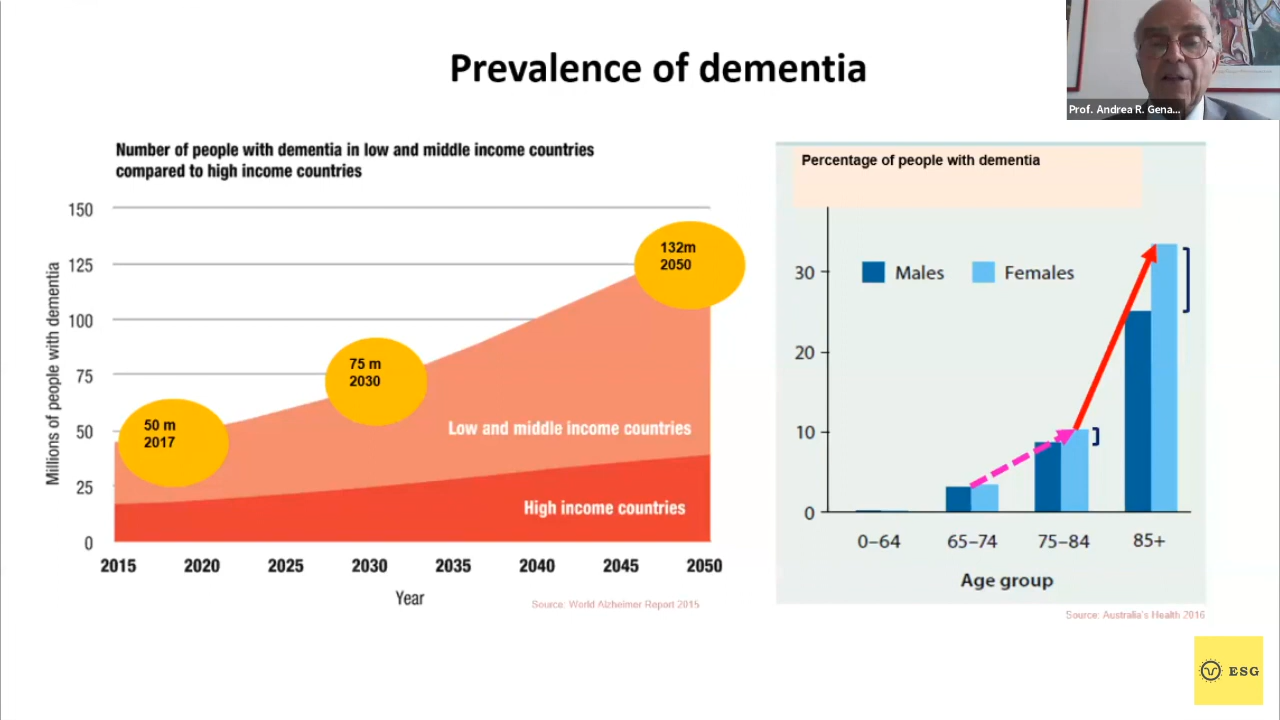 Prevalence of dementia
Prof. Andrea R. Gena...
Number of people with dementia in low and middle income countries
compared to high income countries
Millions of people with dementia
150
125
100
75
50
25
0
50 m
2017
75 m
2030
132m
2050
Low and middle income countries
High income countries
2015 2020 2025 2030 2035 2040 2045 2050
Year
Source: World Alzheimer Report 2015
Percentage of people with dementia
Males Females
30
20
10
0
0–64 65–74 75–84 85+
Age group
Source: Australia's Health 2016
ESG